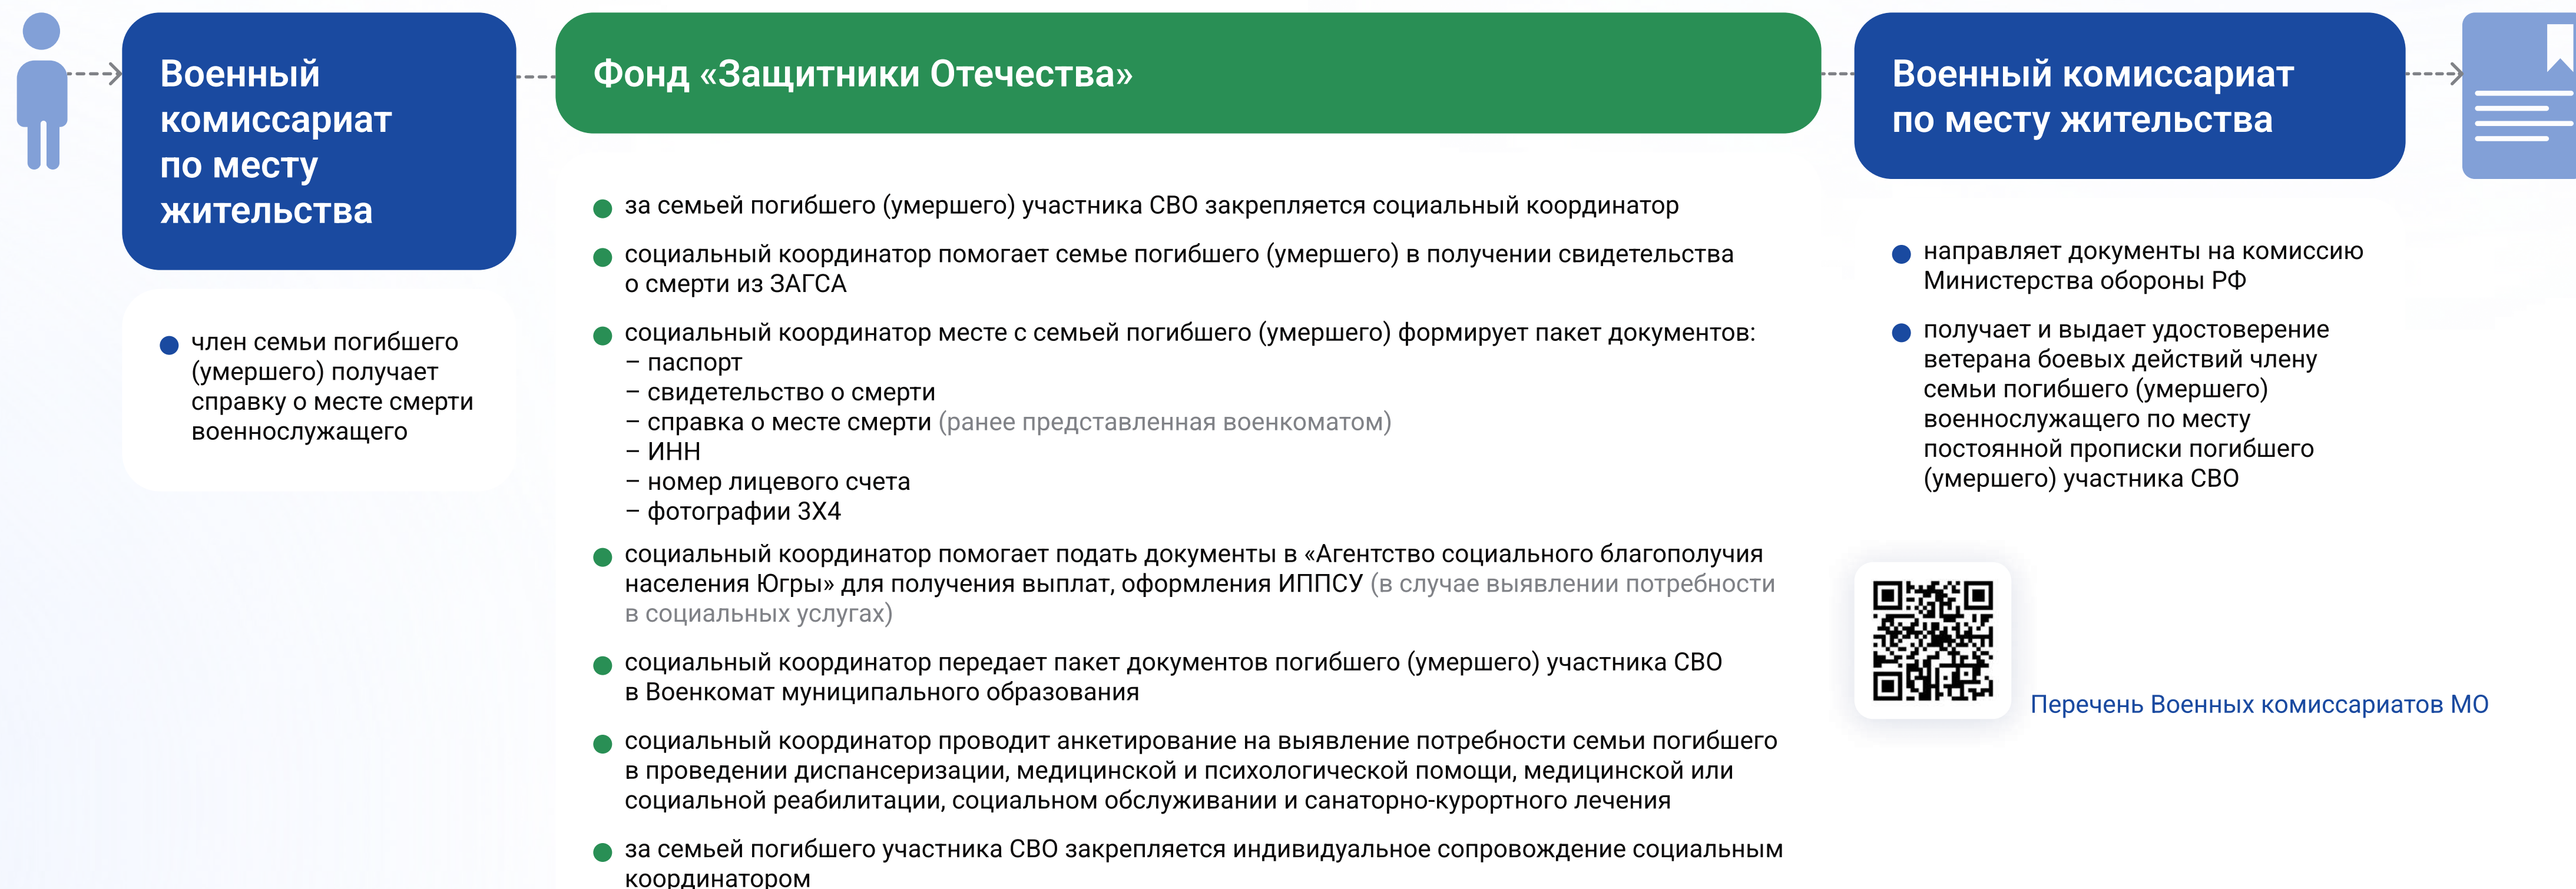 Военный
комиссариат
по месту
жительства
член семьи погибшего
(умершего) получает
справку о месте смерти
военнослужащего
Фонд «Защитники Отечества»
за семьей погибшего (умершего) участника СВО закрепляется социальный координатор
социальный координатор помогает семье погибшего (умершего) в получении свидетельства
о смерти из ЗАГСА
социальный координатор месте с семьей погибшего (умершего) формирует пакет документов:
– паспорт
– свидетельство о смерти
– справка о месте смерти (ранее представленная военкоматом)
– ИНН
– номер лицевого счета
– фотографии 3Х4
социальный координатор помогает подать документы в «Агентство социального благополучия
населения Югры» для получения выплат, оформления ИППСУ (в случае выявлении потребности
в социальных услугах)
социальный координатор передает пакет документов погибшего (умершего) участника СВО
в Военкомат муниципального образования
социальный координатор проводит анкетирование на выявление потребности семьи погибшего
в проведении диспансеризации, медицинской и психологической помощи, медицинской или
социальной реабилитации, социальном обслуживании и санаторно-курортного лечения
за семьей погибшего участника СВО закрепляется индивидуальное сопровождение социальным
координатором
Военный комиссариат
по месту жительства
направляет документы на комиссию
Министерства обороны РФ
получает и выдает удостоверение
ветерана боевых действий члену
семьи погибшего (умершего)
военнослужащего по месту
постоянной прописки погибшего
(умершего) участника СВО
Перечень Военных комиссариатов МО